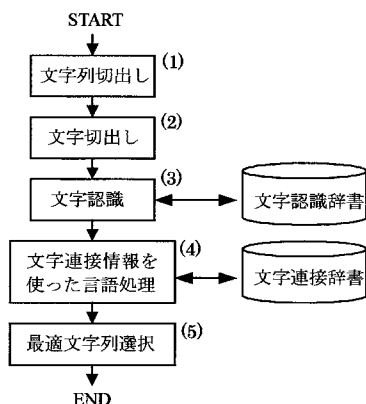 START
(1)
文字列切出し
(2)
文字切出し
(3)
文字認識
文字認識辞書
(4)
文字連接情報を
使った言語処理
文字連接辞書
(5)
最適文字列選択
END